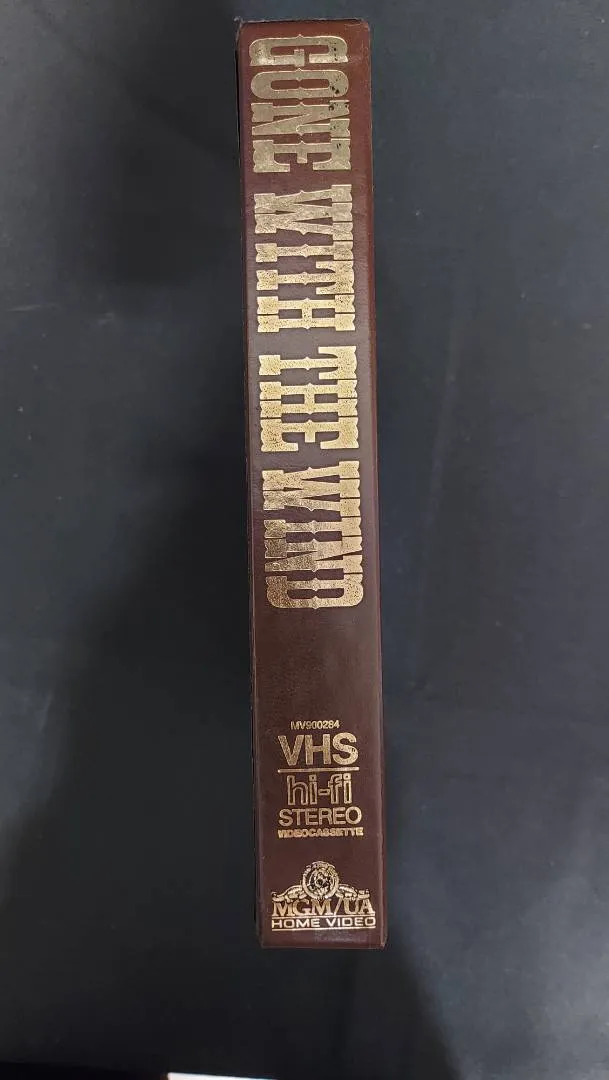 GONE WITH THE WIND
MV900284
VHS
hi-fi
STEREO
VIDEOCASSETTE
MGM/UA
HOME VIDEO